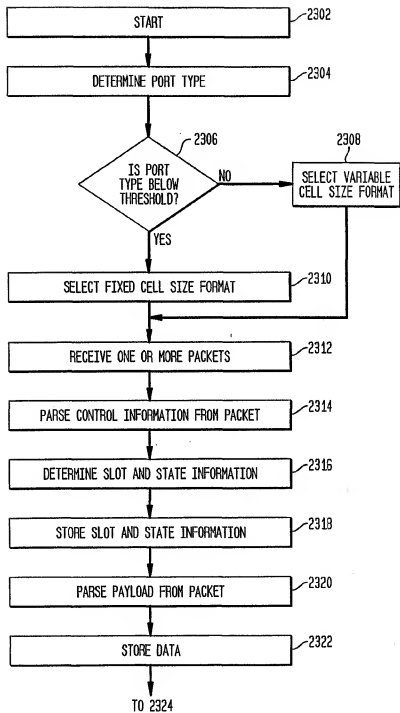 START
2302
DETERMINE PORT TYPE
2304
2306
IS PORT
TYPE BELOW
THRESHOLD?
NO
2308
SELECT VARIABLE
CELL SIZE FORMAT
YES
SELECT FIXED CELL SIZE FORMAT
2310
RECEIVE ONE OR MORE PACKETS
2312
PARSE CONTROL INFORMATION FROM PACKET
2314
DETERMINE SLOT AND STATE INFORMATION
2316
STORE SLOT AND STATE INFORMATION
2318
PARSE PAYLOAD FROM PACKET
2320
STORE DATA
2322
TO 2324